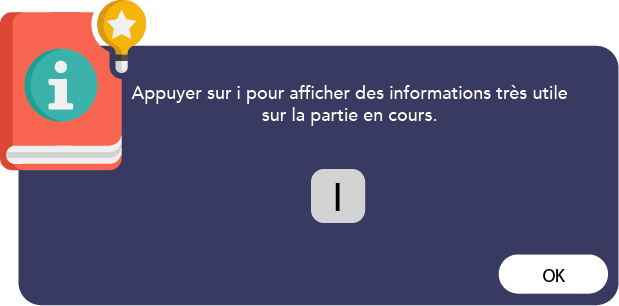 i
Appuyer sur i pour afficher des informations très utile
sur la partie en cours.
I
OK